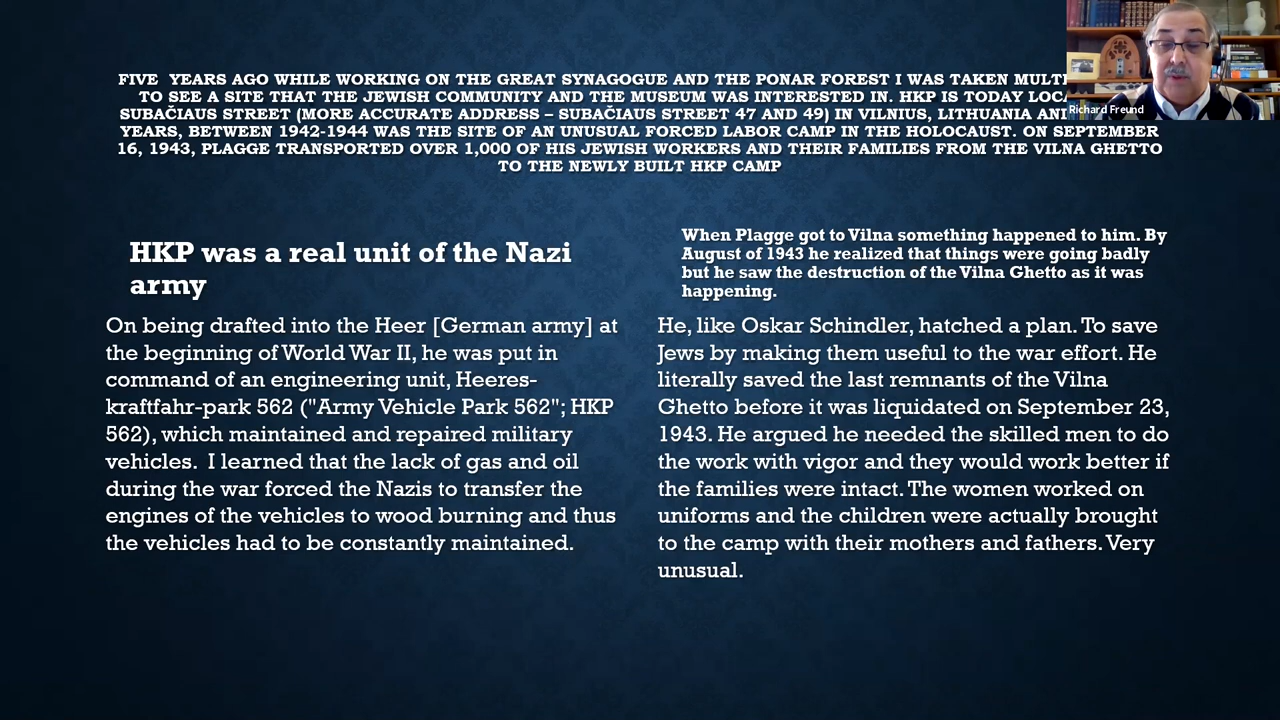 FIVE  YEARS AGO WHILE WORKING ON THE GREAT SYNAGOGUE AND THE PONAR FOREST I WAS TAKEN
TO SEE A SITE THAT THE JEWISH COMMUNITY AND THE MUSEUM WAS INTERESTED IN. HKP IS TODAY
SUBAČIAUS STREET (MORE ACCURATE ADDRESS – SUBAČIAUS STREET 47 AND 49) IN VILNIUS, LITHUANIA
YEARS, BETWEEN 1942-1944 WAS THE SITE OF AN UNUSUAL FORCED LABOR CAMP IN THE HOLOCAUST. ON SEPTEMBER
16, 1943, PLAGGE TRANSPORTED OVER 1,000 OF HIS JEWISH WORKERS AND THEIR FAMILIES FROM THE VILNA GHETTO
TO THE NEWLY BUILT HKP CAMP
Richard Freund
HKP was a real unit of the Nazi
army
On being drafted into the Heer [German army] at
the beginning of World War II, he was put in
command of an engineering unit, Heeres-
kraftfahr-park 562 ("Army Vehicle Park 562"; HKP
562), which maintained and repaired military
vehicles.  I learned that the lack of gas and oil
during the war forced the Nazis to transfer the
engines of the vehicles to wood burning and thus
the vehicles had to be constantly maintained.
When Plagge got to Vilna something happened to him. By
August of 1943 he realized that things were going badly
but he saw the destruction of the Vilna Ghetto as it was
happening.
He, like Oskar Schindler, hatched a plan. To save
Jews by making them useful to the war effort. He
literally saved the last remnants of the Vilna
Ghetto before it was liquidated on September 23,
1943. He argued he needed the skilled men to do
the work with vigor and they would work better if
the families were intact. The women worked on
uniforms and the children were actually brought
to the camp with their mothers and fathers. Very
unusual.